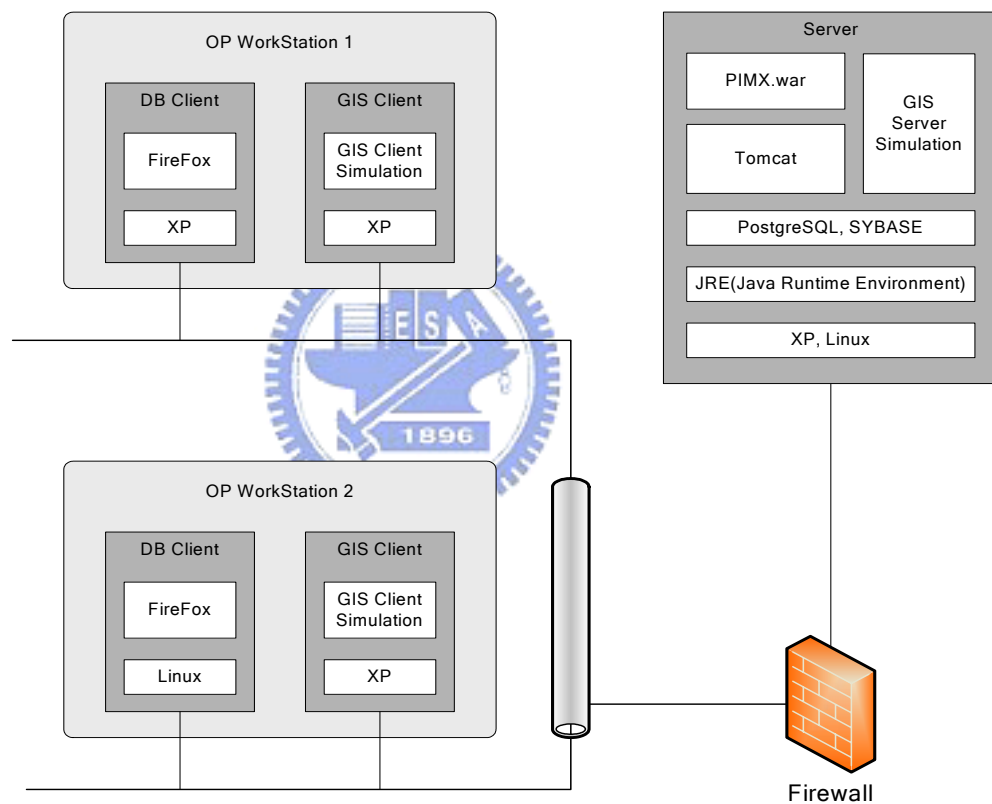 OP WorkStation 1
DB Client
FireFox
XP
GIS Client
GIS Client
Simulation
XP
Server
PIMX.war
Tomcat
GIS
Server
Simulation
PostgreSQL, SYBASE
JRE(Java Runtime Environment)
XP, Linux
E S A
1896
OP WorkStation 2
DB Client
FireFox
Linux
GIS Client
GIS Client
Simulation
XP
Firewall